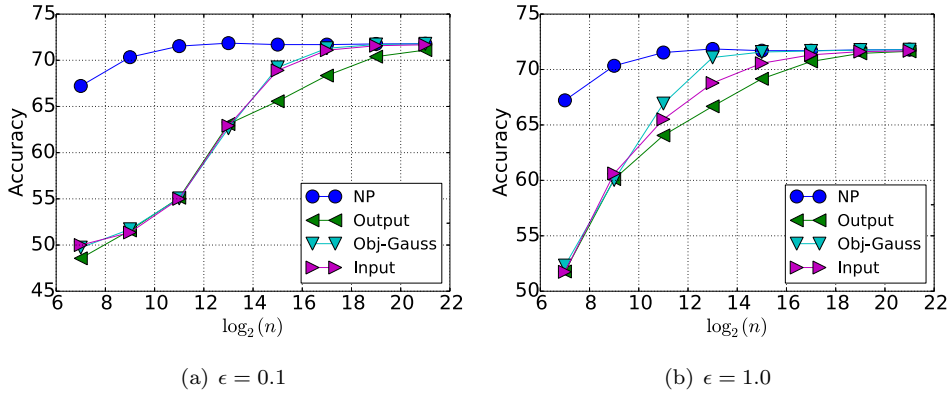 75
70
65
60
55
50
45
Accuracy
6 8 10 12 14 16 18 20 22
log₂(n)
NP
Output
Obj-Gauss
Input
(a) ϵ = 0.1
75
70
65
60
55
50
Accuracy
6 8 10 12 14 16 18 20 22
log₂(n)
NP
Output
Obj-Gauss
Input
(b) ϵ = 1.0